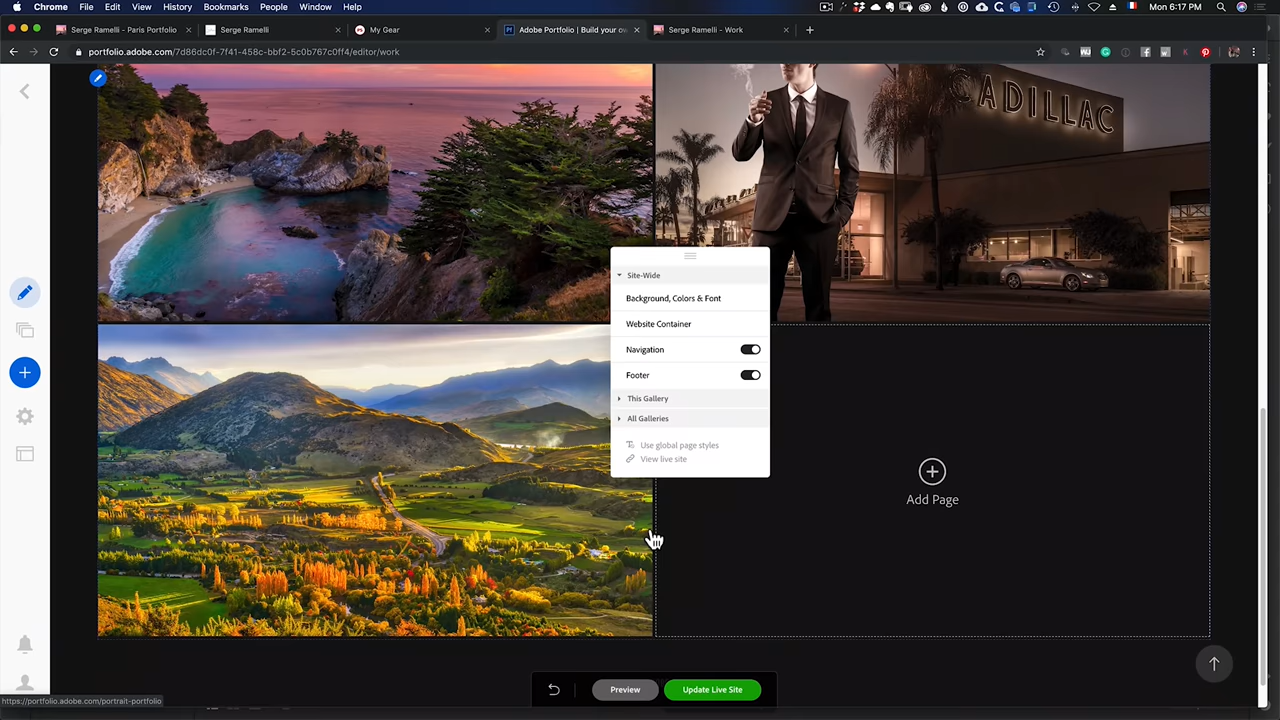 Chrome File Edit View History Bookmarks People Window Help Mon 6:17 PM
Serge Ramelli - Paris Portfolio
Serge Ramelli
My Gear
Adobe Portfolio | Build your ow
Serge Ramelli - Work
portfolio.adobe.com/7d86dc0f-7f41-458c-bbf2-5c0b767c0ff4/editor/work
CADILLAC
Site-Wide
Background, Colors & Font
Website Container
Navigation
Footer
This Gallery
All Galleries
Use global page styles
View live site
Add Page
Preview
Update Live Site
https://portfolio.adobe.com/portrait-portfolio